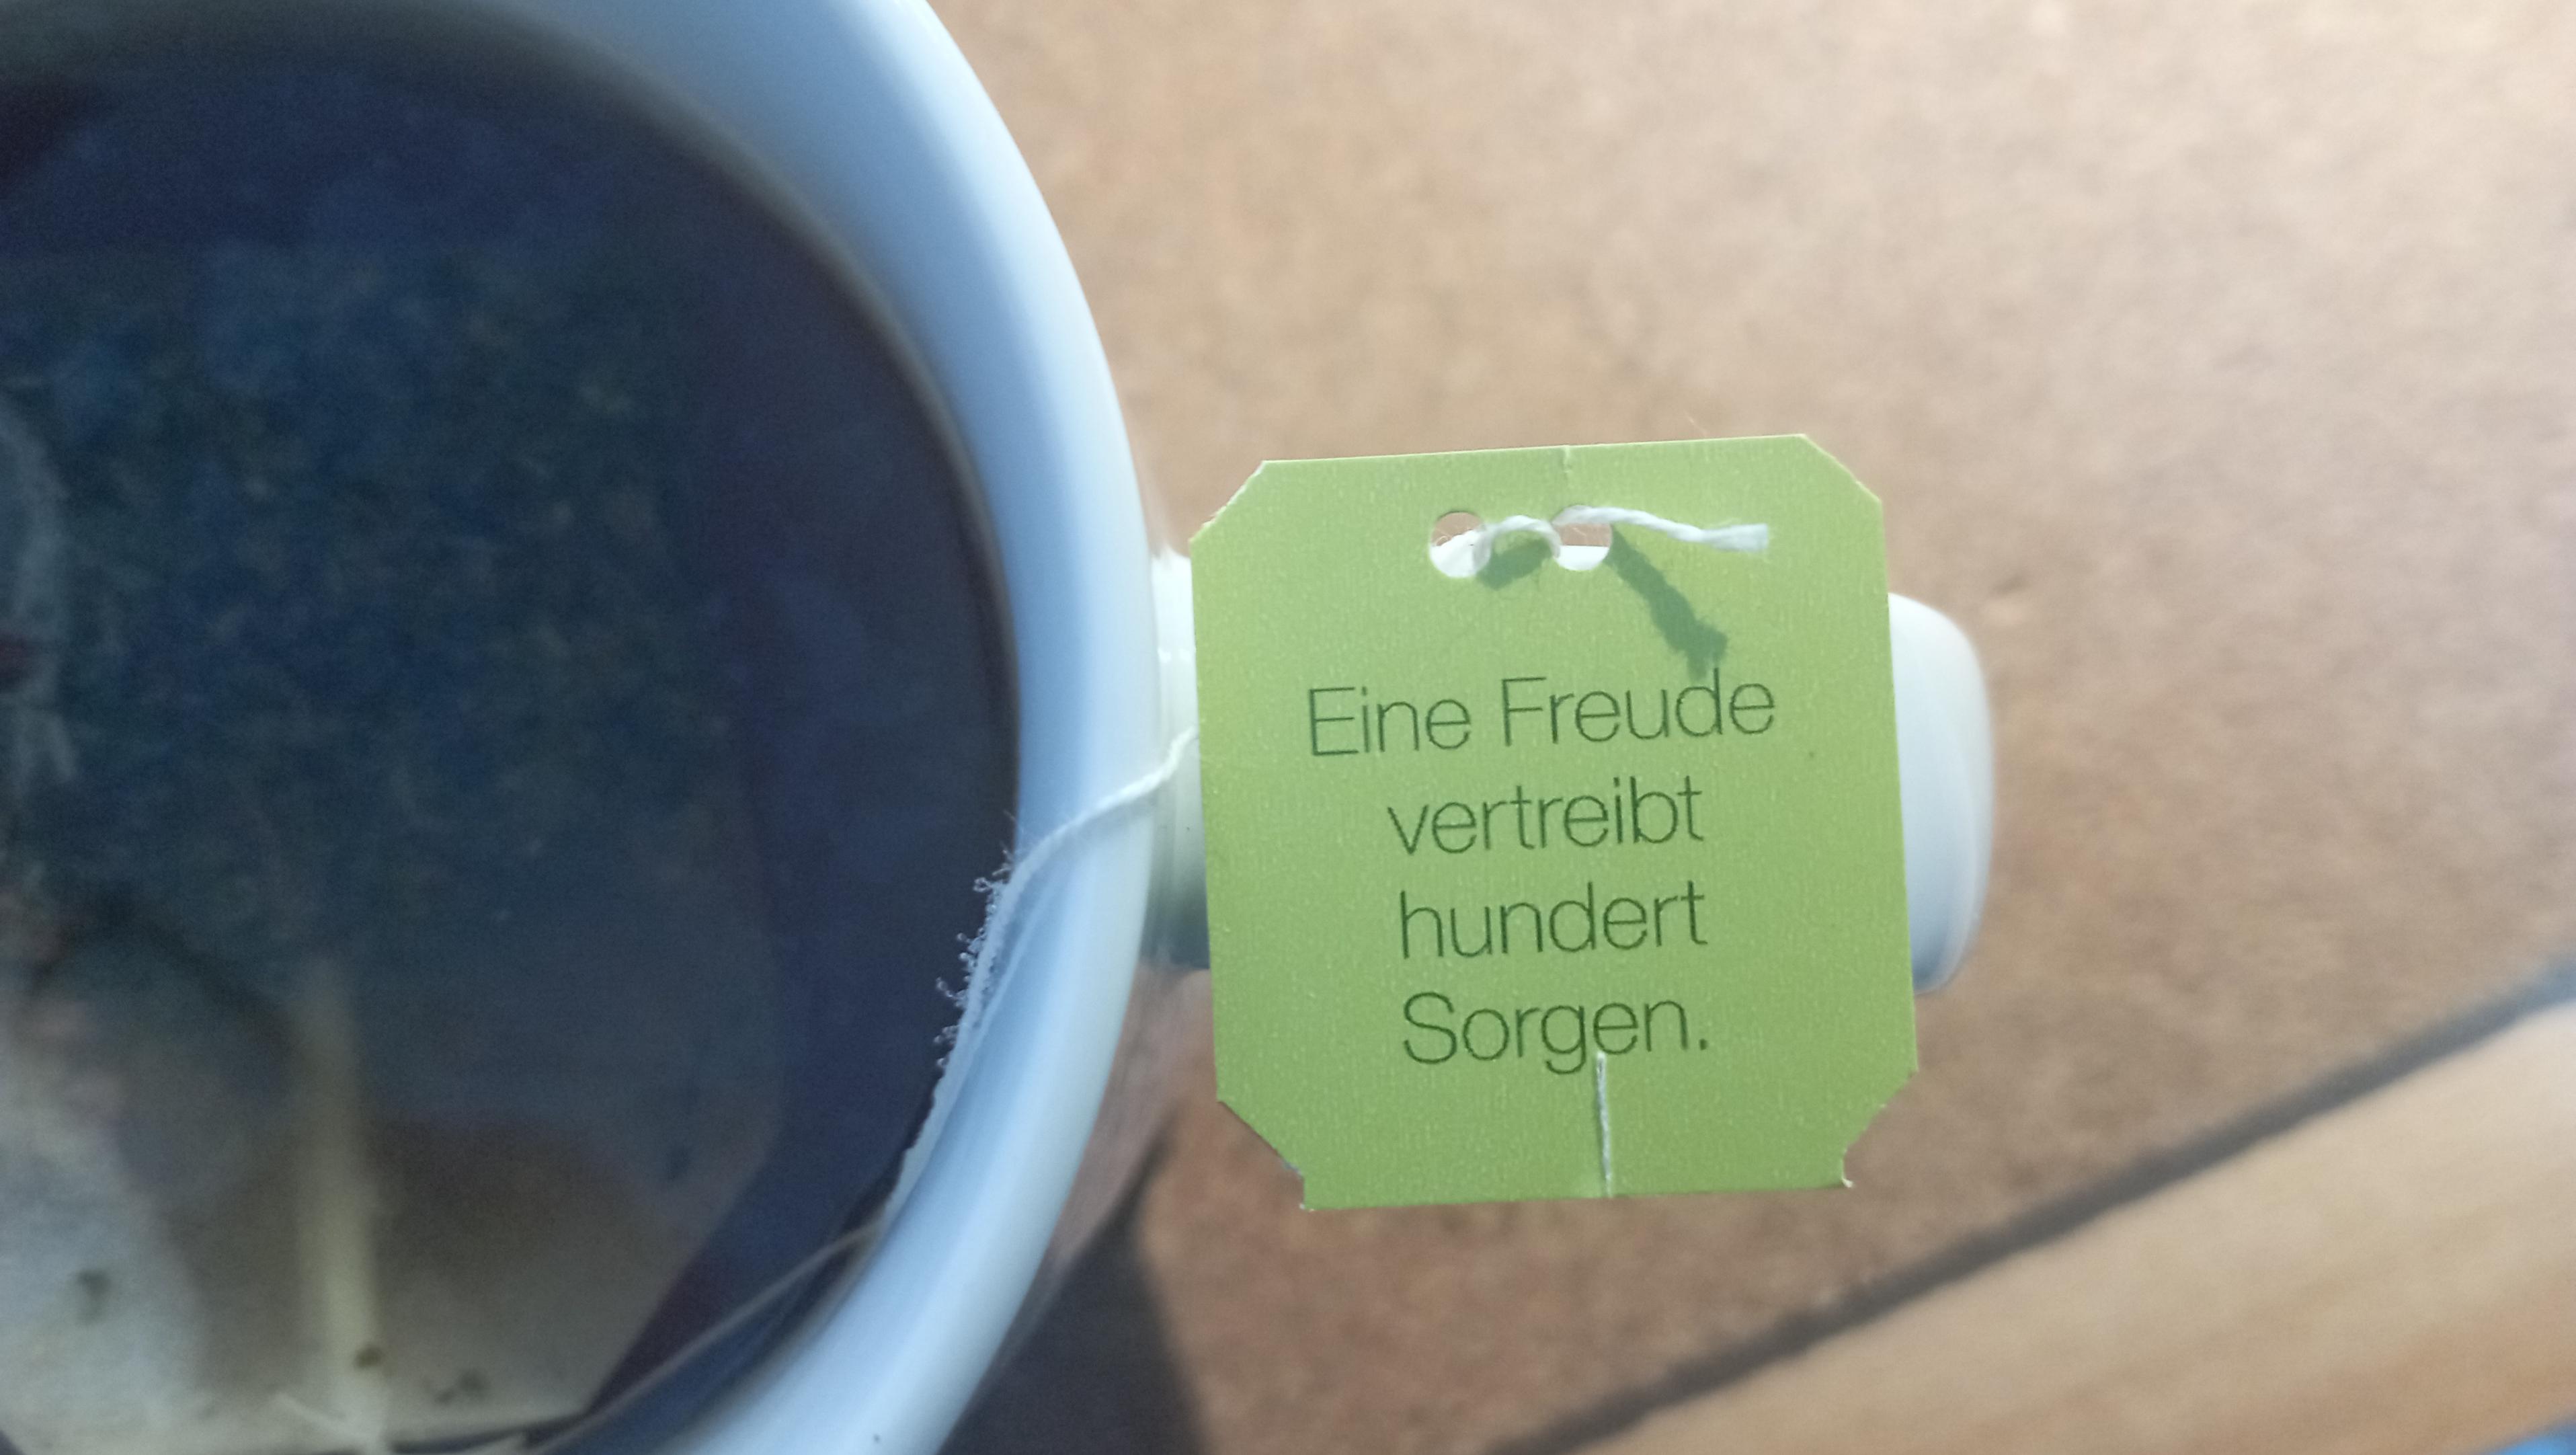 Eine Freude
vertreibt
hundert
Sorgen.